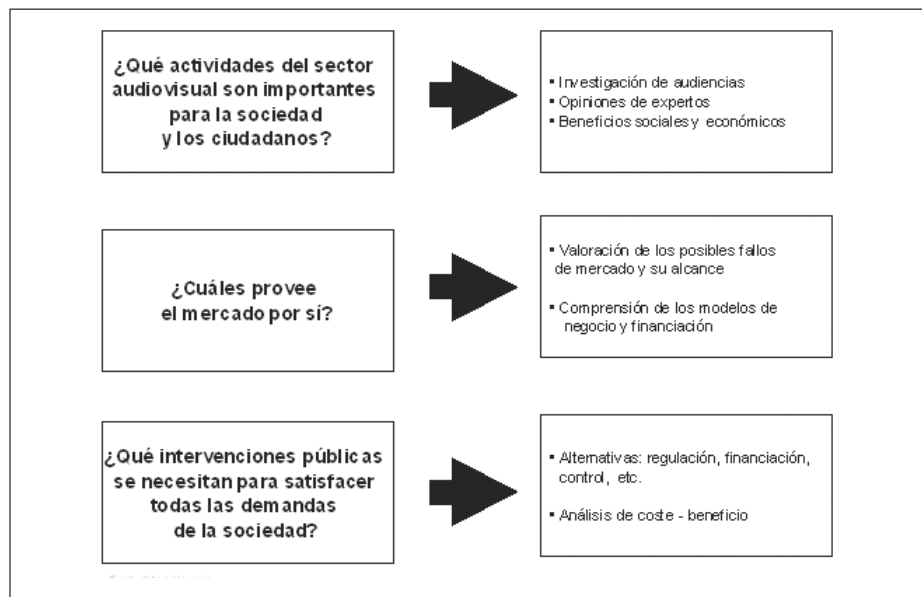 ¿Qué actividades del sector
audiovisual son importantes
para la sociedad
y los ciudadanos?
▪ Investigación de audiencias
▪ Opiniones de expertos
▪ Beneficios sociales y económicos
¿Cuáles provee
el mercado por sí?
▪ Valoración de los posibles fallos
de mercado y su alcance
▪ Comprensión de los modelos de
negocio y financiación
¿Qué intervenciones públicas
se necesitan para satisfacer
todas las demandas
de la sociedad?
▪ Alternativas: regulación, financiación,
control, etc.
▪ Análisis de coste - beneficio